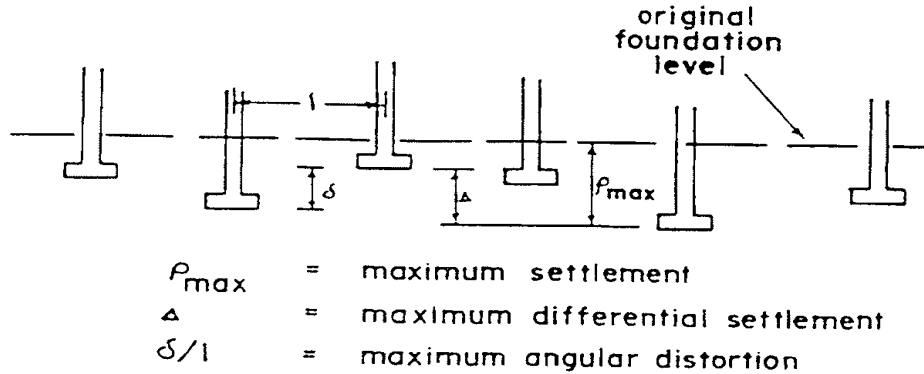 original
foundation
level
l
δ
Δ
ρmax
ρmax = maximum settlement
Δ = maximum differential settlement
δ/l = maximum angular distortion